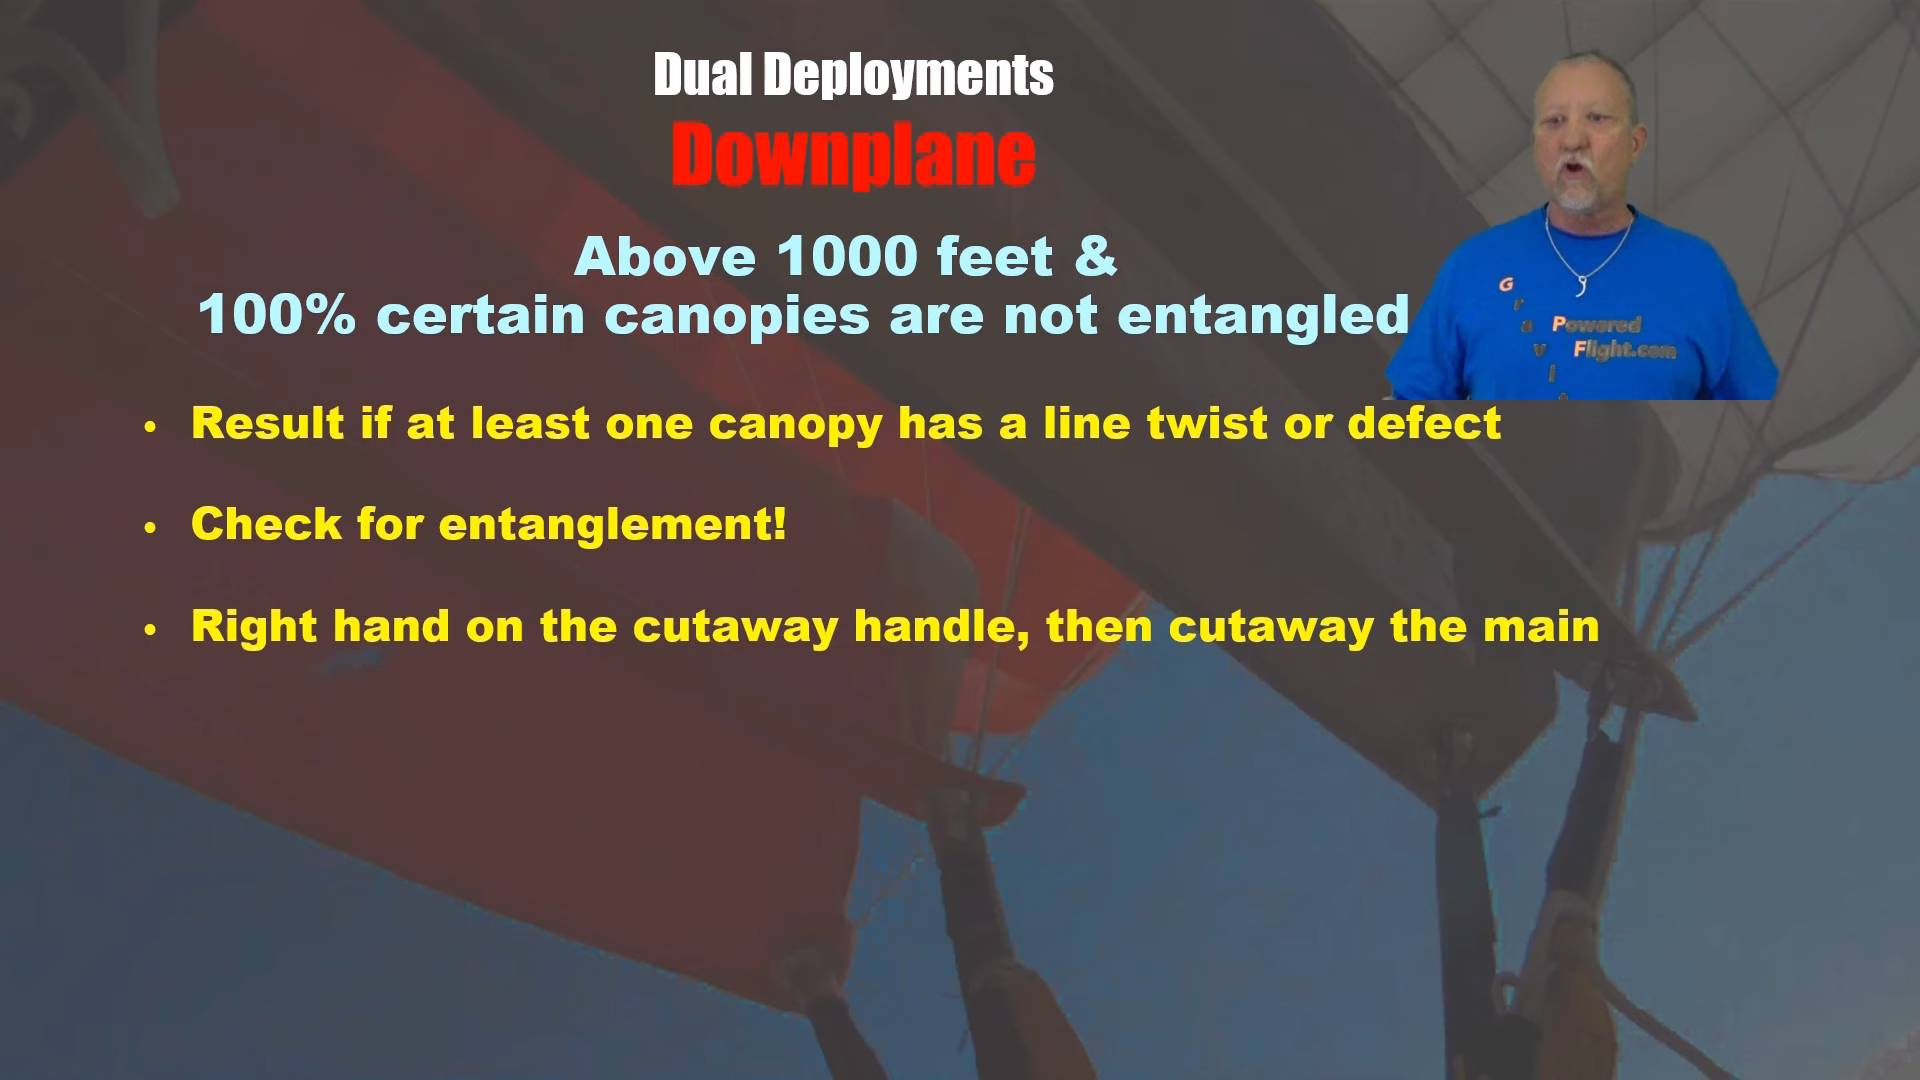 Dual Deployments
Downplane
Above 1000 feet &
100% certain canopies are not entangled
• Result if at least one canopy has a line twist or defect
• Check for entanglement!
• Right hand on the cutaway handle, then cutaway the main
Gravi
Powered
Flight.com